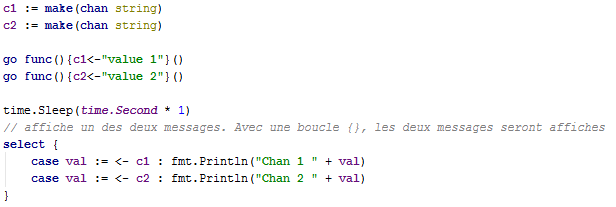 c1 := make(chan string)
c2 := make(chan string)
go func(){c1<-"value 1"}()
go func(){c2<-"value 2"}()
time.Sleep(time.Second * 1)
// affiche un des deux messages. Avec une boucle {}, les deux messages seront affiches
select {
    case val := <- c1 : fmt.Println("Chan 1 " + val)
    case val := <- c2 : fmt.Println("Chan 2 " + val)
}